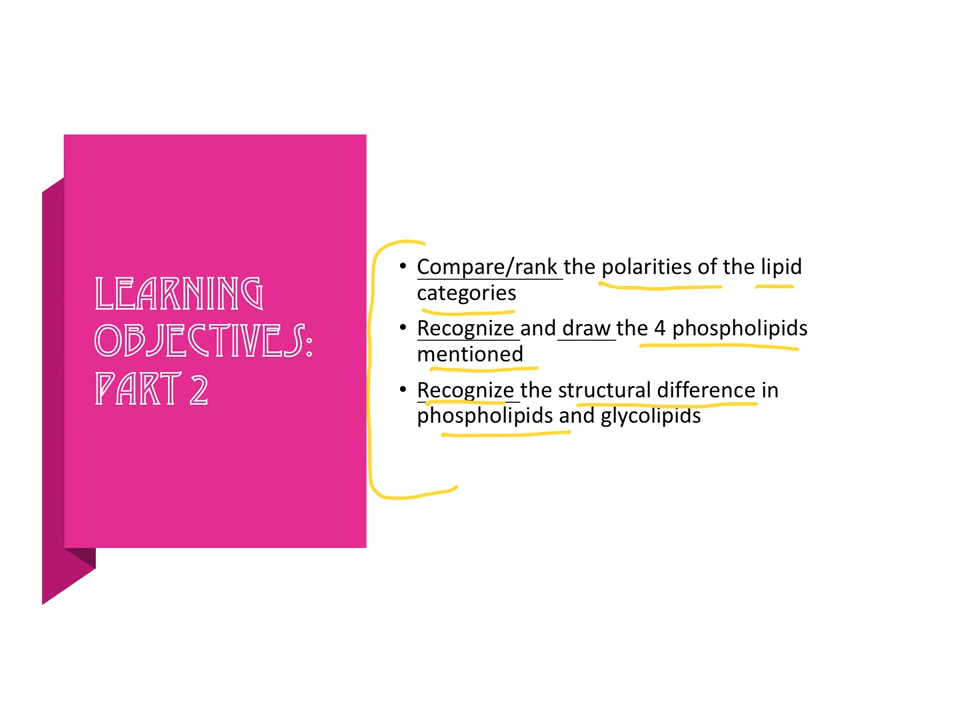 LEARNING
OBJECTIVES:
PART 2
• Compare/rank the polarities of the lipid
categories
• Recognize and draw the 4 phospholipids
mentioned
• Recognize the structural difference in
phospholipids and glycolipids